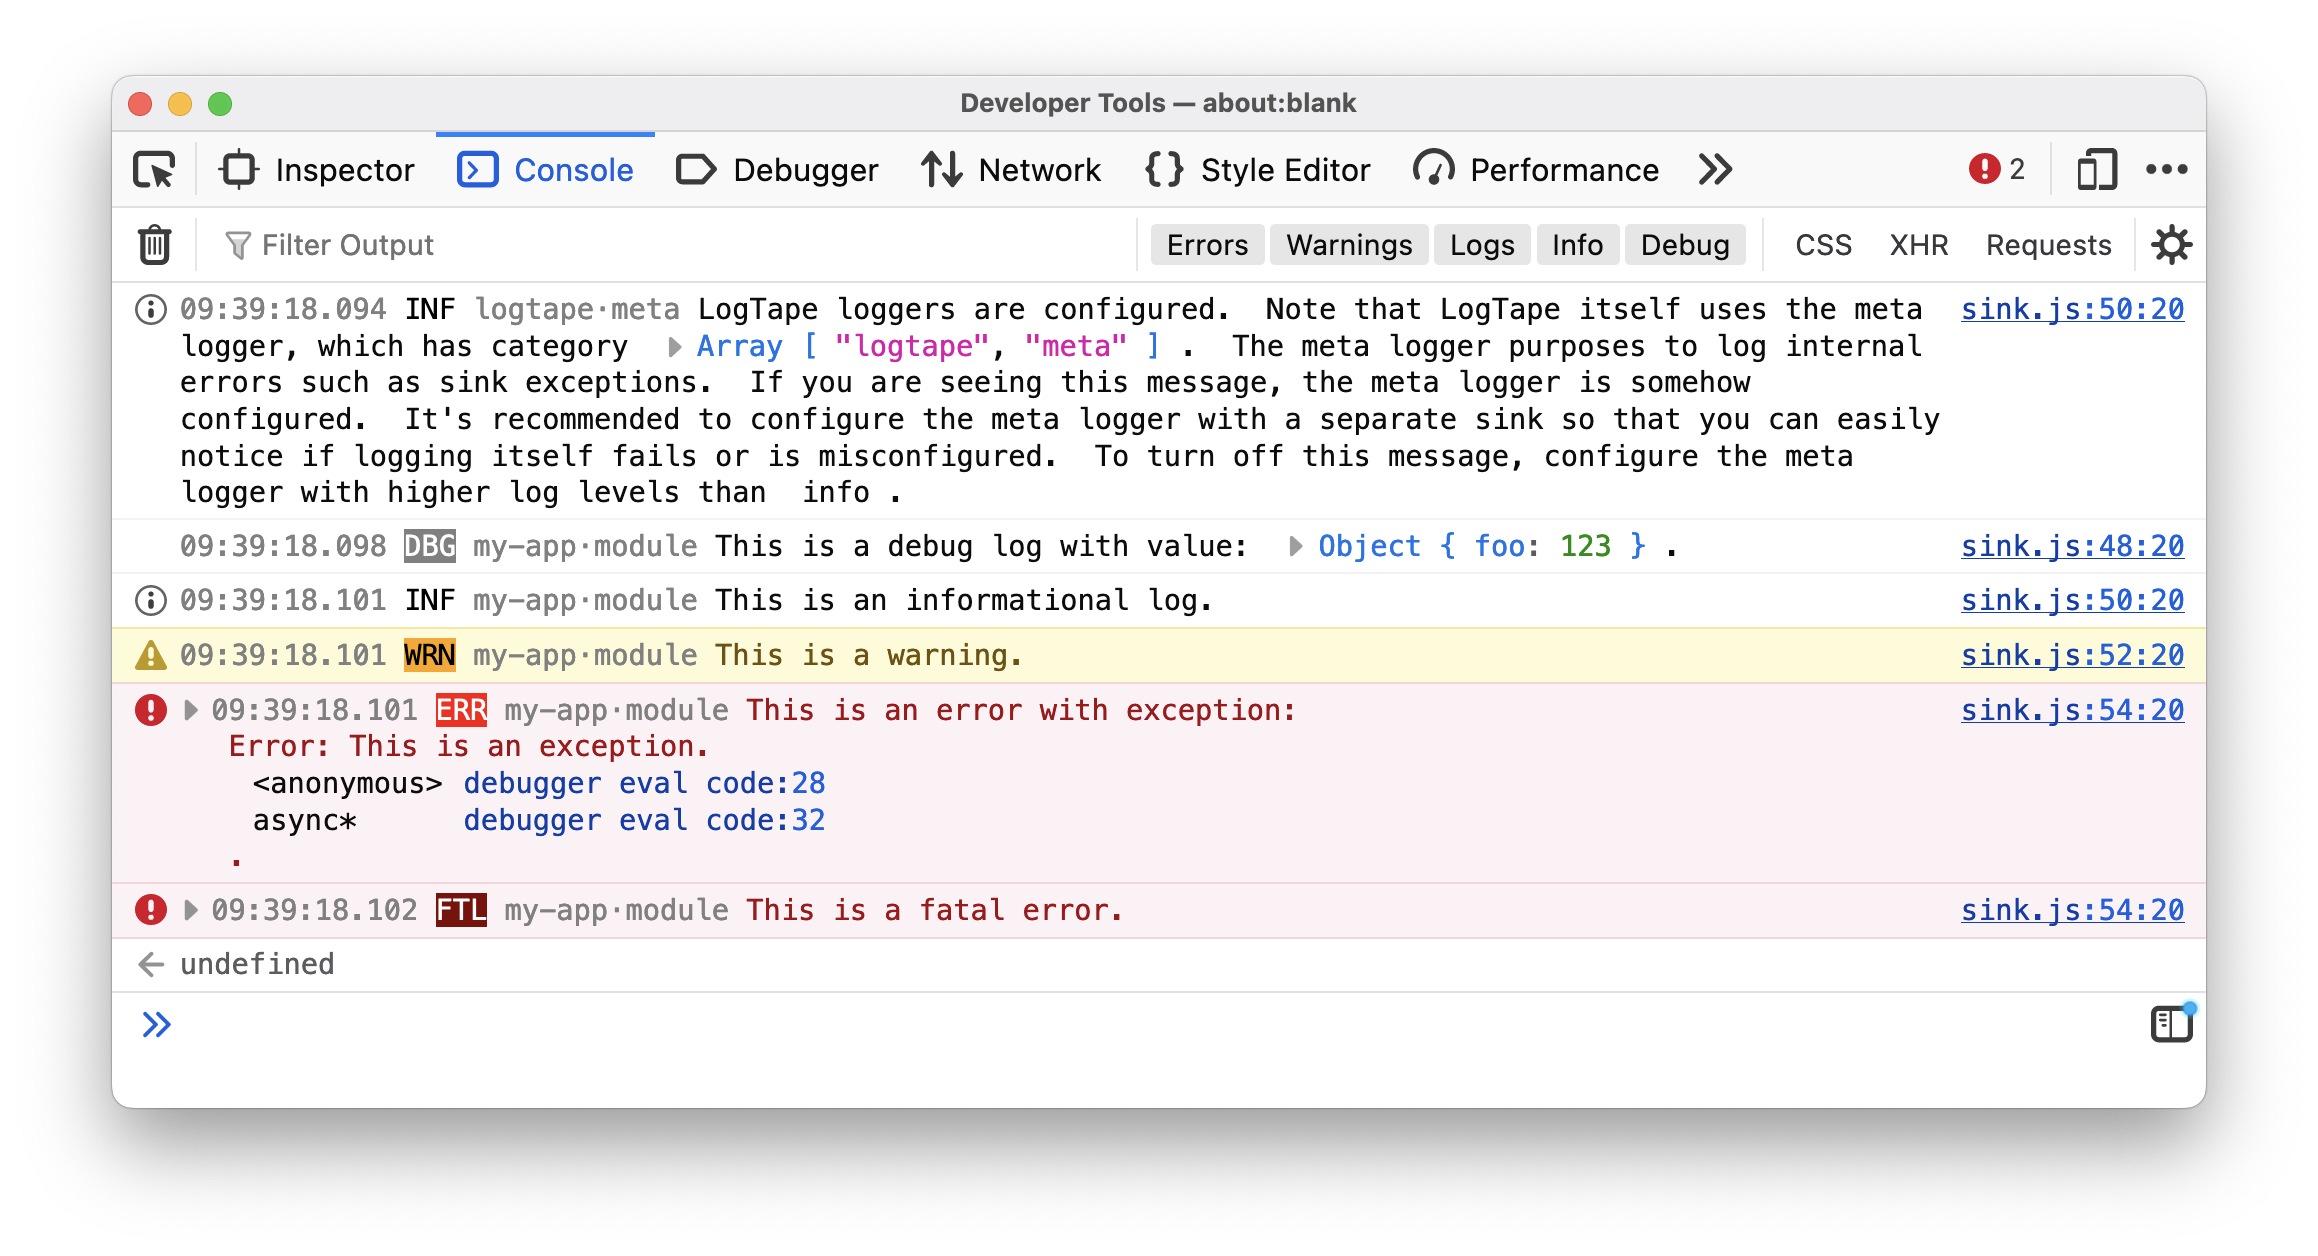 Developer Tools — about:blank
Inspector Console Debugger Network Style Editor Performance 2
Filter Output Errors Warnings Logs Info Debug CSS XHR Requests
09:39:18.094 INF logtape·meta LogTape loggers are configured.  Note that LogTape itself uses the meta sink.js:50:20
logger, which has category Array [ "logtape", "meta" ] .  The meta logger purposes to log internal
errors such as sink exceptions.  If you are seeing this message, the meta logger is somehow
configured.  It's recommended to configure the meta logger with a separate sink so that you can easily
notice if logging itself fails or is misconfigured.  To turn off this message, configure the meta
logger with higher log levels than  info .
09:39:18.098 DBG my-app·module This is a debug log with value: Object { foo: 123 } . sink.js:48:20
09:39:18.101 INF my-app·module This is an informational log. sink.js:50:20
09:39:18.101 WRN my-app·module This is a warning. sink.js:52:20
09:39:18.101 ERR my-app·module This is an error with exception: sink.js:54:20
Error: This is an exception.
<anonymous> debugger eval code:28
async* debugger eval code:32
.
09:39:18.102 FTL my-app·module This is a fatal error. sink.js:54:20
undefined